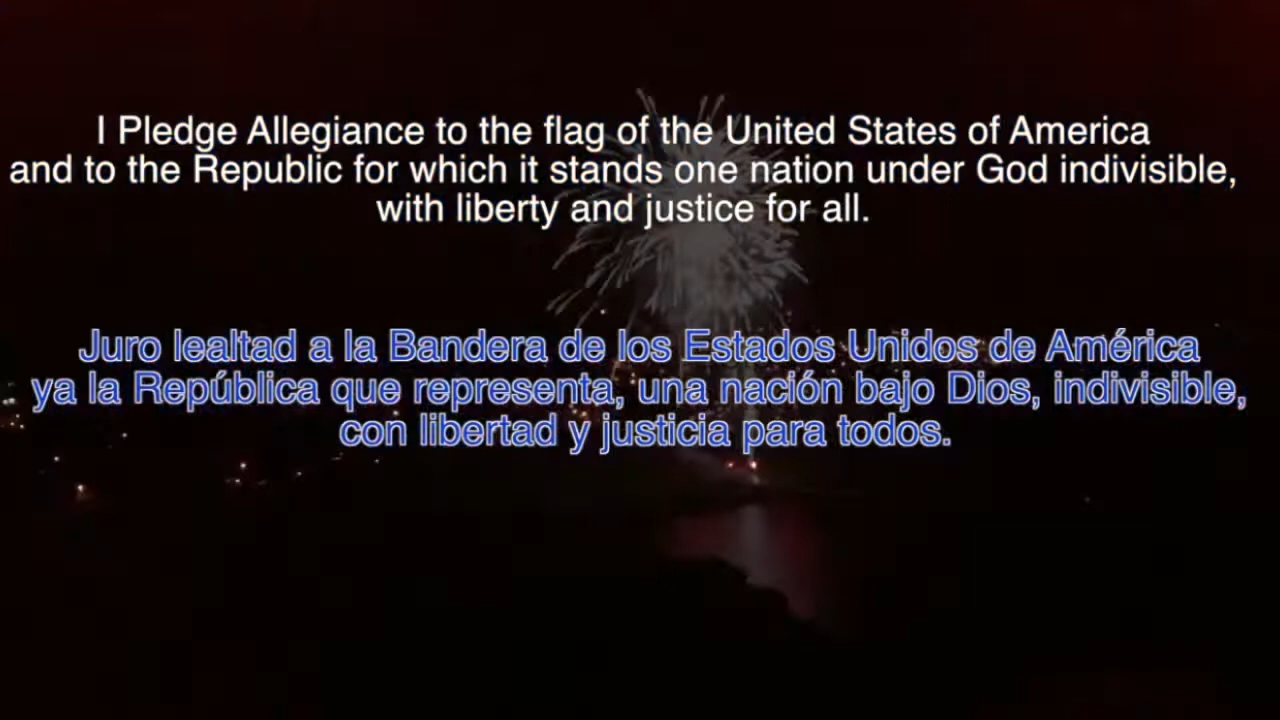 I Pledge Allegiance to the flag of the United States of America
and to the Republic for which it stands one nation under God indivisible,
with liberty and justice for all.
Juro lealtad a la Bandera de los Estados Unidos de América
ya la República que representa, una nación bajo Dios, indivisible,
con libertad y justicia para todos.